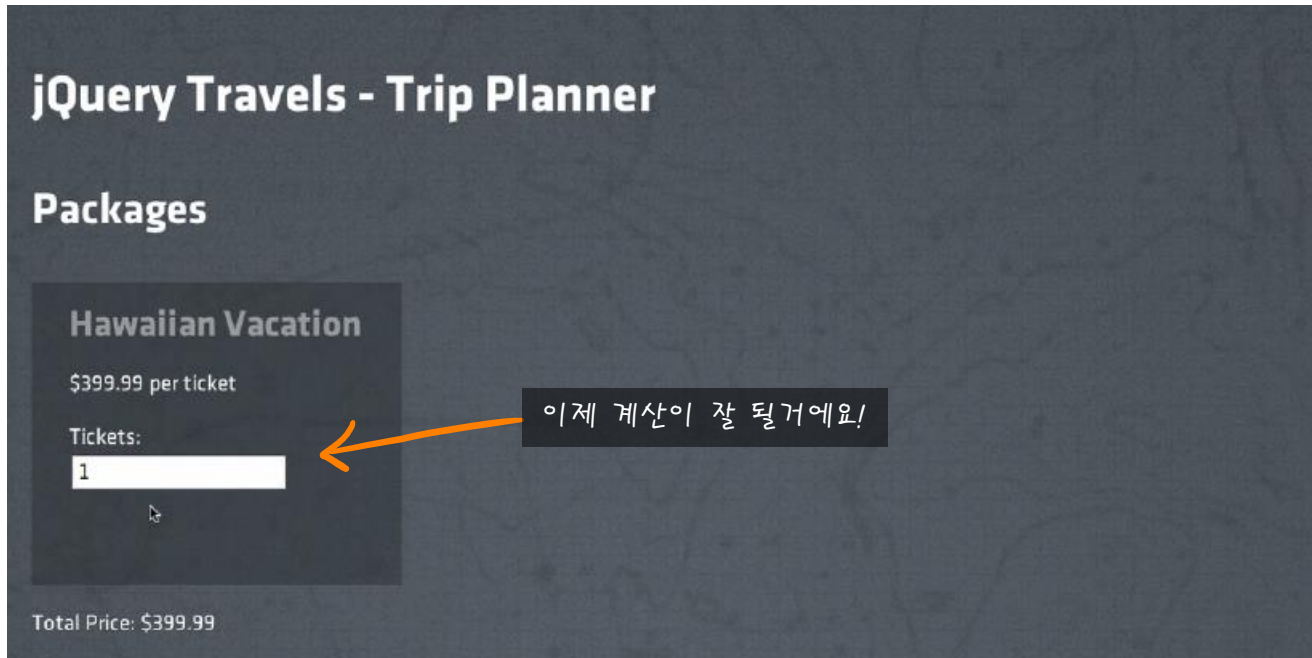 jQuery Travels - Trip Planner
Packages
Hawaiian Vacation
$399.99 per ticket
이제 계산이 잘 될거에요!
Tickets:
1
Total Price: $399.99